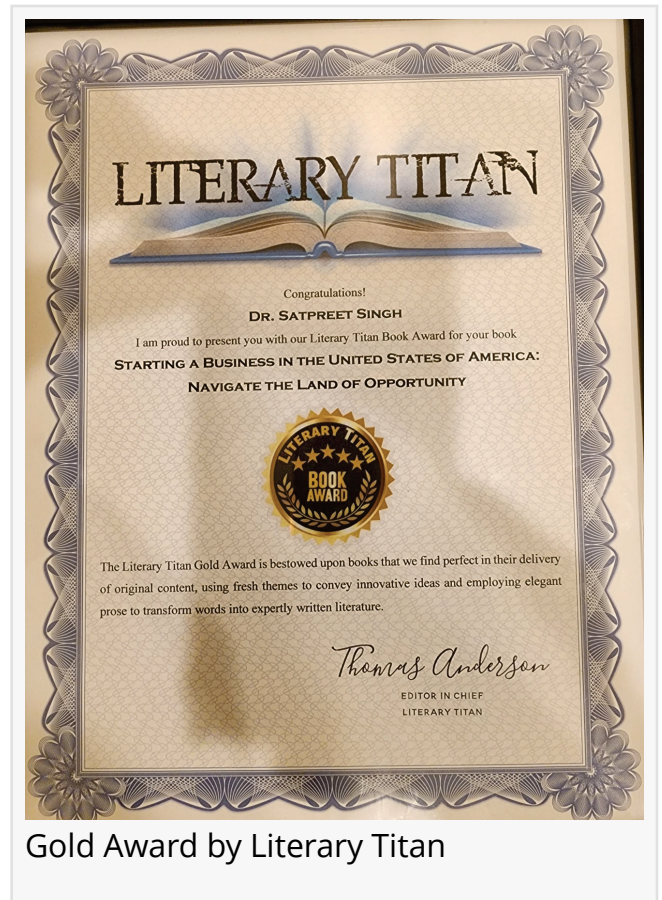 LITERARY TITAN
Congratulations!
DR. SATPREET SINGH
I am proud to present you with our Literary Titan Book Award for your book
STARTING A BUSINESS IN THE UNITED STATES OF AMERICA:
NAVIGATE THE LAND OF OPPORTUNITY
LITERARY TITAN
BOOK
AWARD
The Literary Titan Gold Award is bestowed upon books that we find perfect in their delivery
of original content, using fresh themes to convey innovative ideas and employing elegant
prose to transform words into expertly written literature.
Thomas Anderson
EDITOR IN CHIEF
LITERARY TITAN
Gold Award by Literary Titan